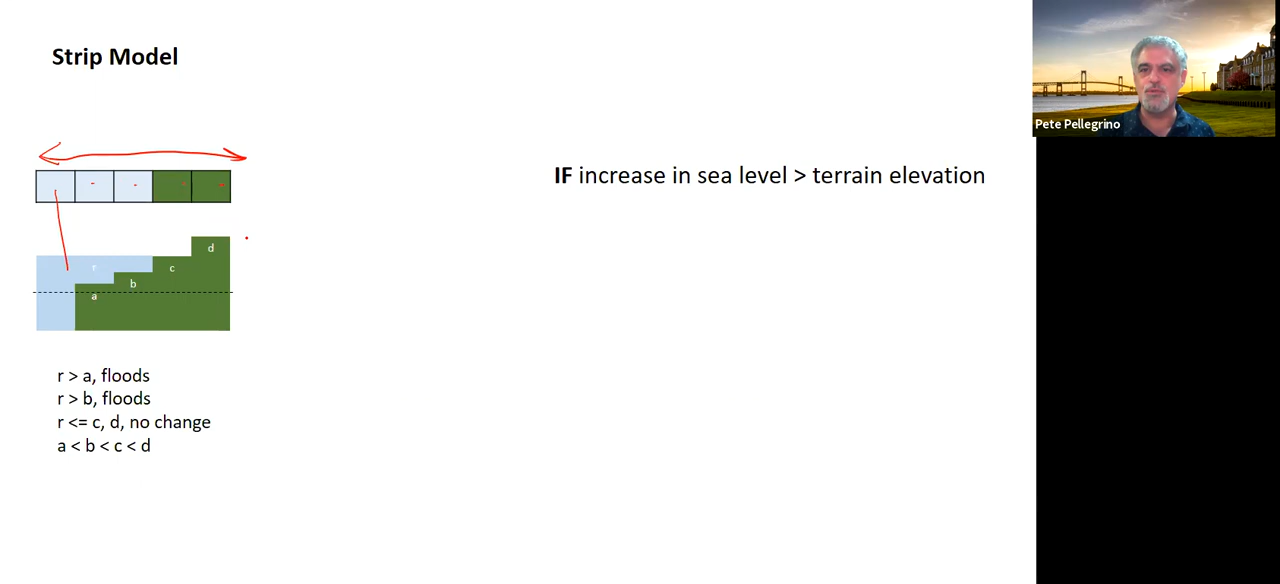 Strip Model
Pete Pellegrino
IF increase in sea level > terrain elevation
d
r
c
b
a
r > a, floods
r > b, floods
r <= c, d, no change
a < b < c < d